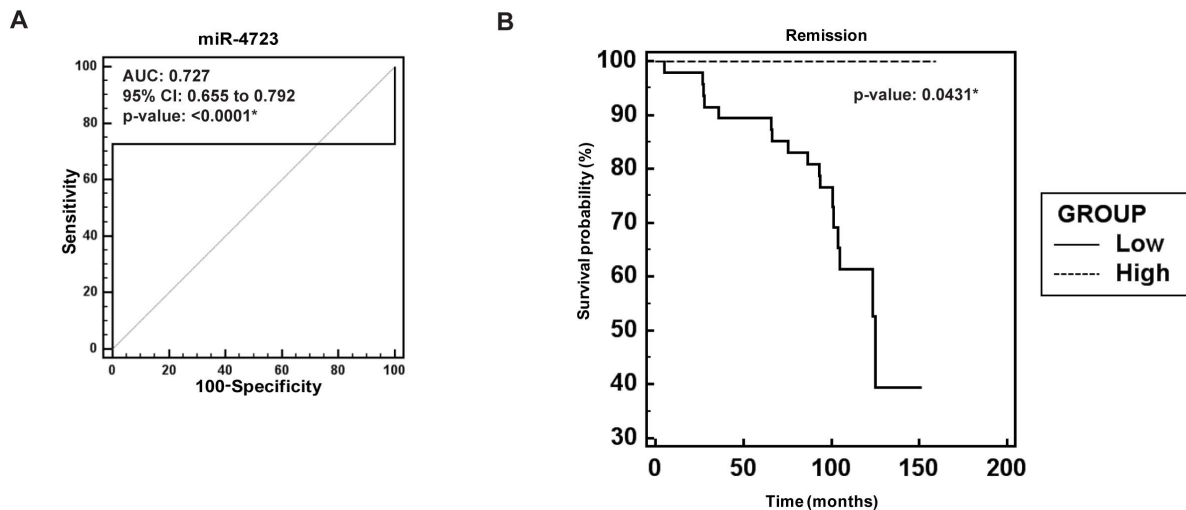 A
miR-4723
AUC: 0.727
95% CI: 0.655 to 0.792
p-value: <0.0001*
100
80
60
40
20
0
Sensitivity
0 20 40 60 80 100
100-Specificity
B
Remission
p-value: 0.0431*
100
90
80
70
60
50
40
30
Survival probability (%)
0 50 100 150 200
Time (months)
GROUP
Low
High